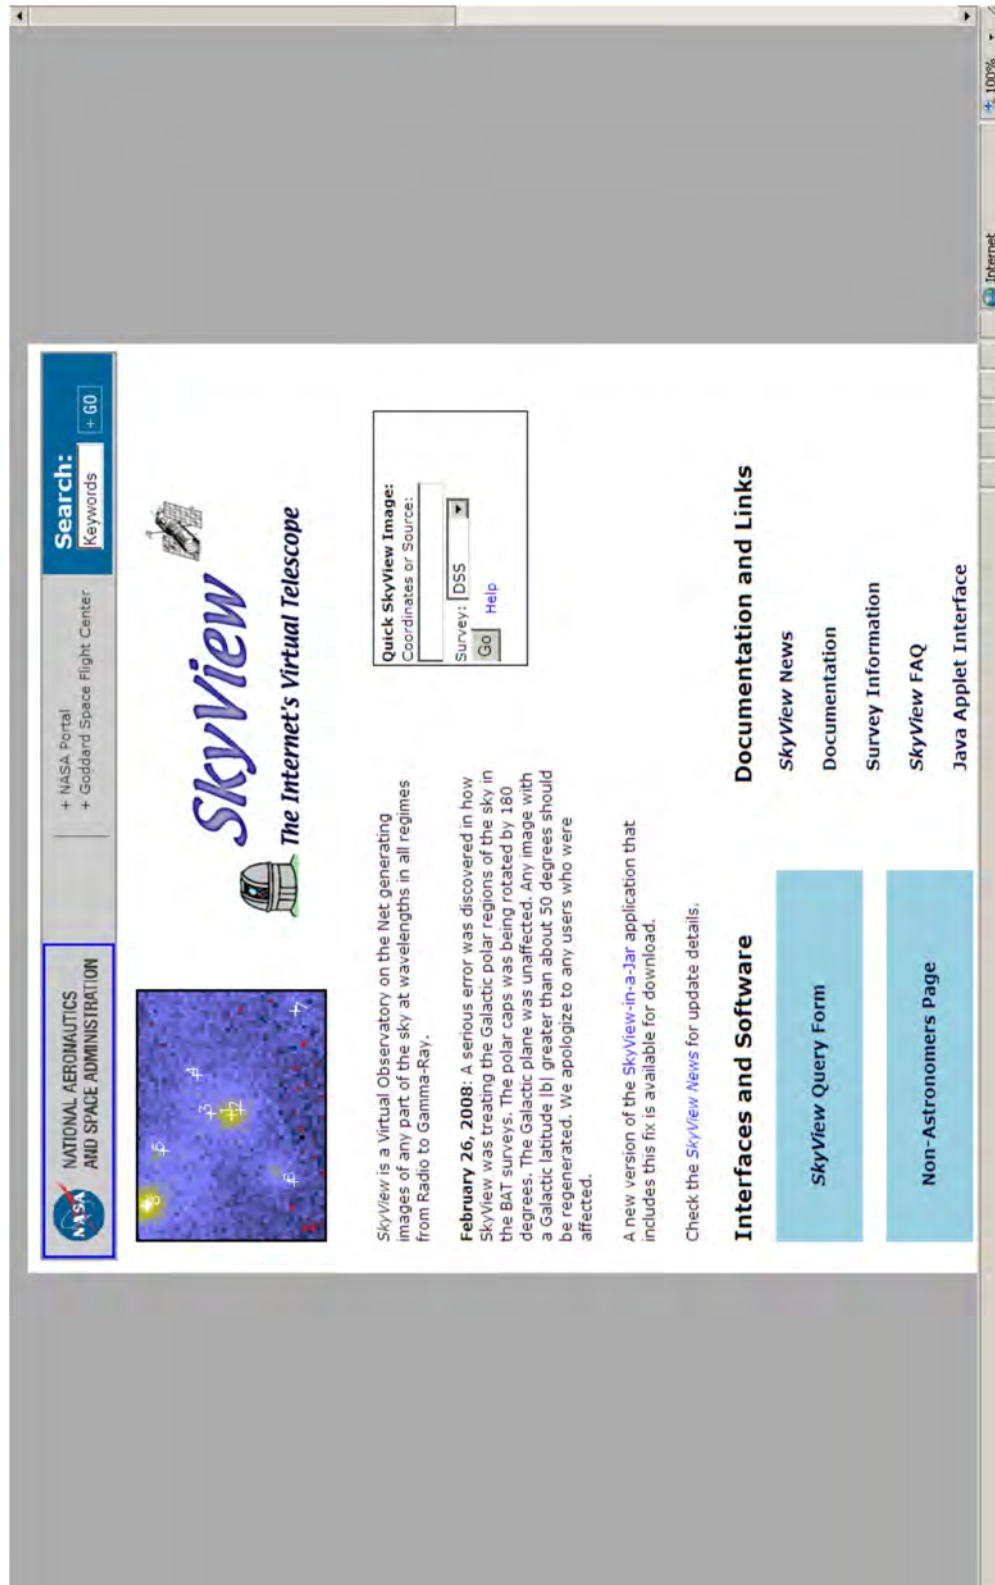 NASA
NATIONAL AERONAUTICS
AND SPACE ADMINISTRATION
+ NASA Portal
+ Goddard Space Flight Center
Search:
Keywords
+ GO
SkyView
The Internet's Virtual Telescope
SkyView is a Virtual Observatory on the Net generating
images of any part of the sky at wavelengths in all regimes
from Radio to Gamma-Ray.
Quick SkyView Image:
Coordinates or Source:
Survey: DSS
Go Help
February 26, 2008: A serious error was discovered in how
SkyView was treating the Galactic polar regions of the sky in
the BAT surveys. The polar caps was being rotated by 180
degrees. The Galactic plane was unaffected. Any image with
a Galactic latitude |b| greater than about 50 degrees should
be regenerated. We apologize to any users who were
affected.
A new version of the SkyView-in-a-Jar application that
includes this fix is available for download.
Check the SkyView News for update details.
Interfaces and Software
SkyView Query Form
Non-Astronomers Page
Documentation and Links
SkyView News
Documentation
Survey Information
SkyView FAQ
Java Applet Interface
Internet
100%